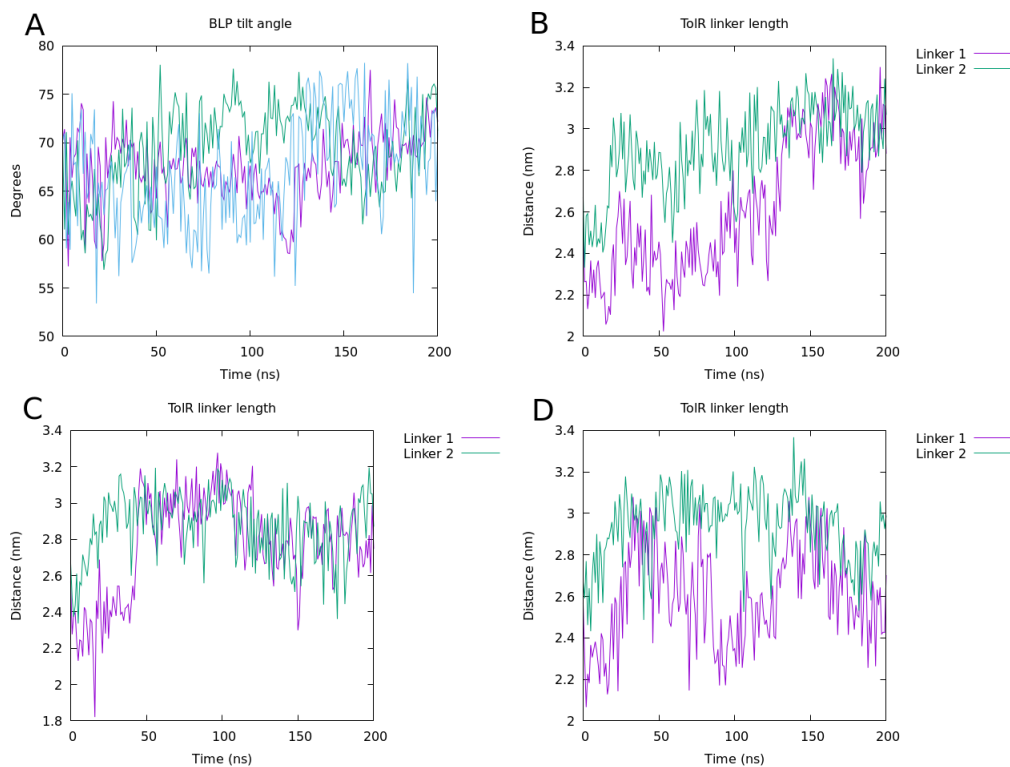 A
BLP tilt angle
80
75
70
65
60
55
50
Degrees
0 50 100 150 200
Time (ns)
B
TolR linker length
Linker 1
Linker 2
3.4
3.2
3
2.8
2.6
2.4
2.2
2
Distance (nm)
0 50 100 150 200
Time (ns)
C
TolR linker length
Linker 1
Linker 2
3.4
3.2
3
2.8
2.6
2.4
2.2
2
1.8
Distance (nm)
0 50 100 150 200
Time (ns)
D
TolR linker length
Linker 1
Linker 2
3.4
3.2
3
2.8
2.6
2.4
2.2
2
Distance (nm)
0 50 100 150 200
Time (ns)